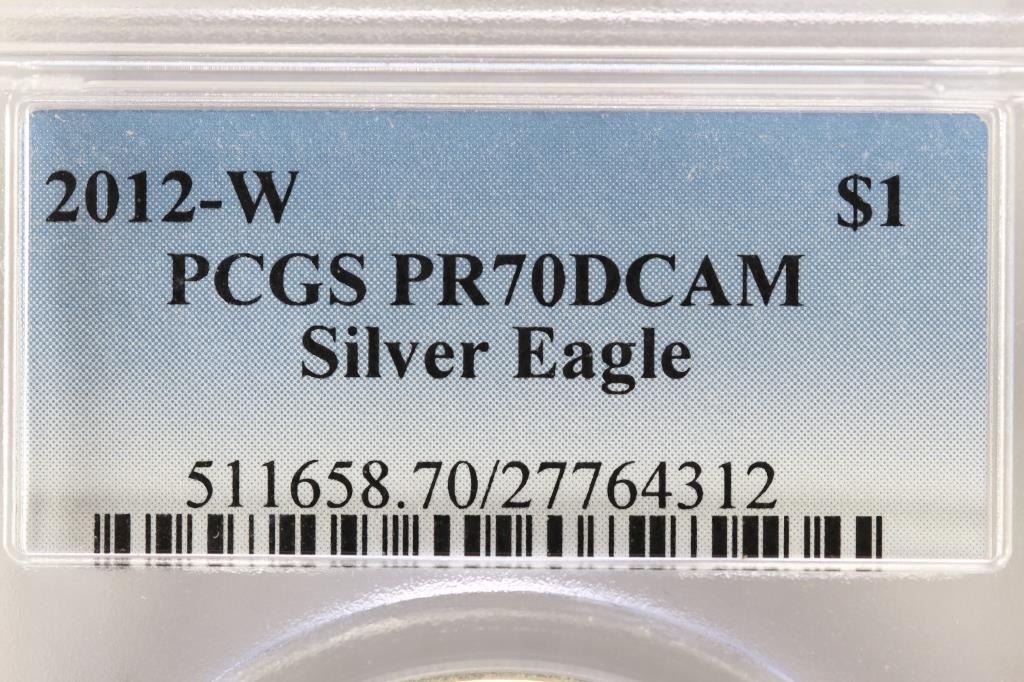 2012-W $1
PCGS PR70DCAM
Silver Eagle
511658.70/27764312